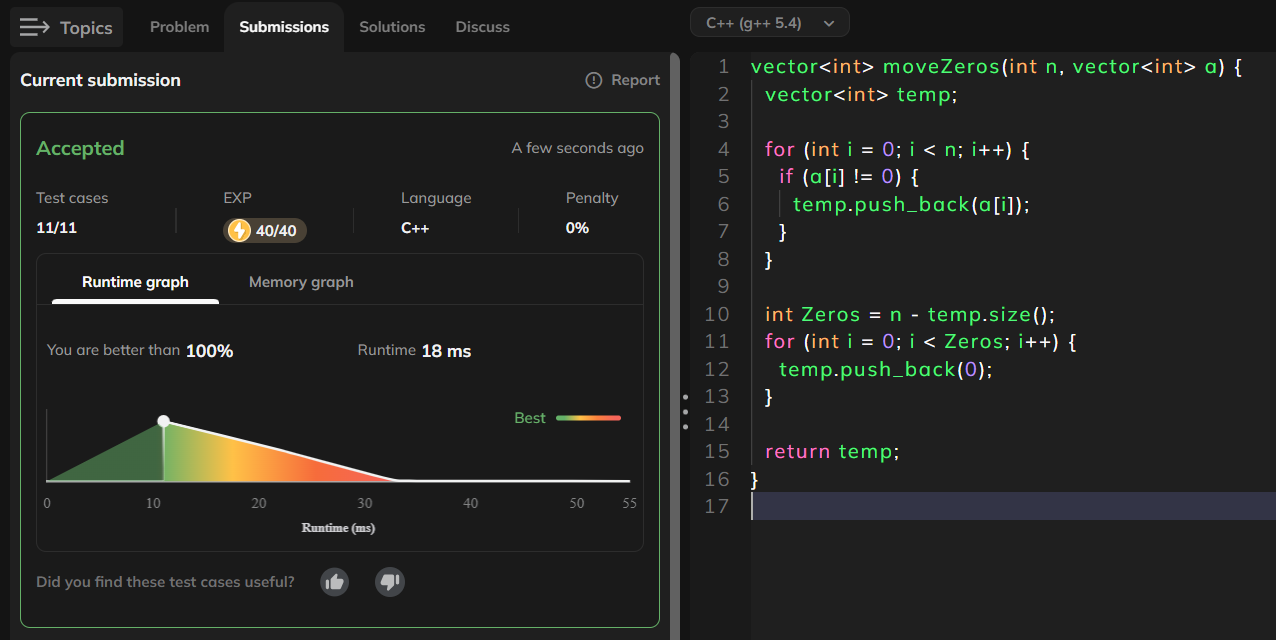 Topics
Problem Submissions Solutions Discuss
Current submission
Report
Accepted
A few seconds ago
Test cases EXP Language Penalty
11/11 40/40 C++ 0%
Runtime graph Memory graph
You are better than 100% Runtime 18 ms
Best
0 10 20 30 40 50 55
Runtime (ms)
Did you find these test cases useful?
C++ (g++ 5.4)
1 vector<int> moveZeros(int n, vector<int> a) {
2   vector<int> temp;
3
4   for (int i = 0; i < n; i++) {
5     if (a[i] != 0) {
6       temp.push_back(a[i]);
7     }
8   }
9
10   int Zeros = n - temp.size();
11   for (int i = 0; i < Zeros; i++) {
12     temp.push_back(0);
13   }
14
15   return temp;
16 }
17